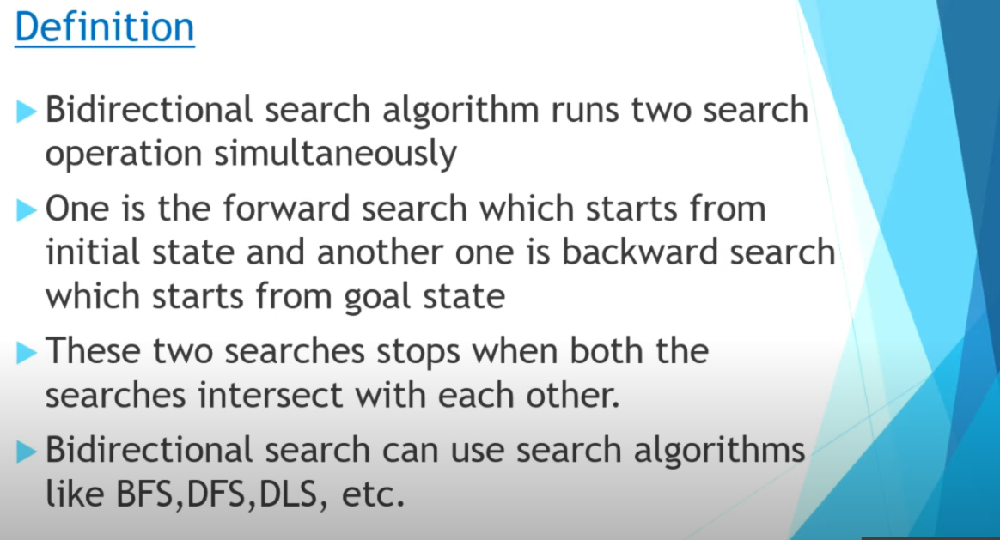 Definition
Bidirectional search algorithm runs two search
operation simultaneously
One is the forward search which starts from
initial state and another one is backward search
which starts from goal state
These two searches stops when both the
searches intersect with each other.
Bidirectional search can use search algorithms
like BFS,DFS,DLS, etc.